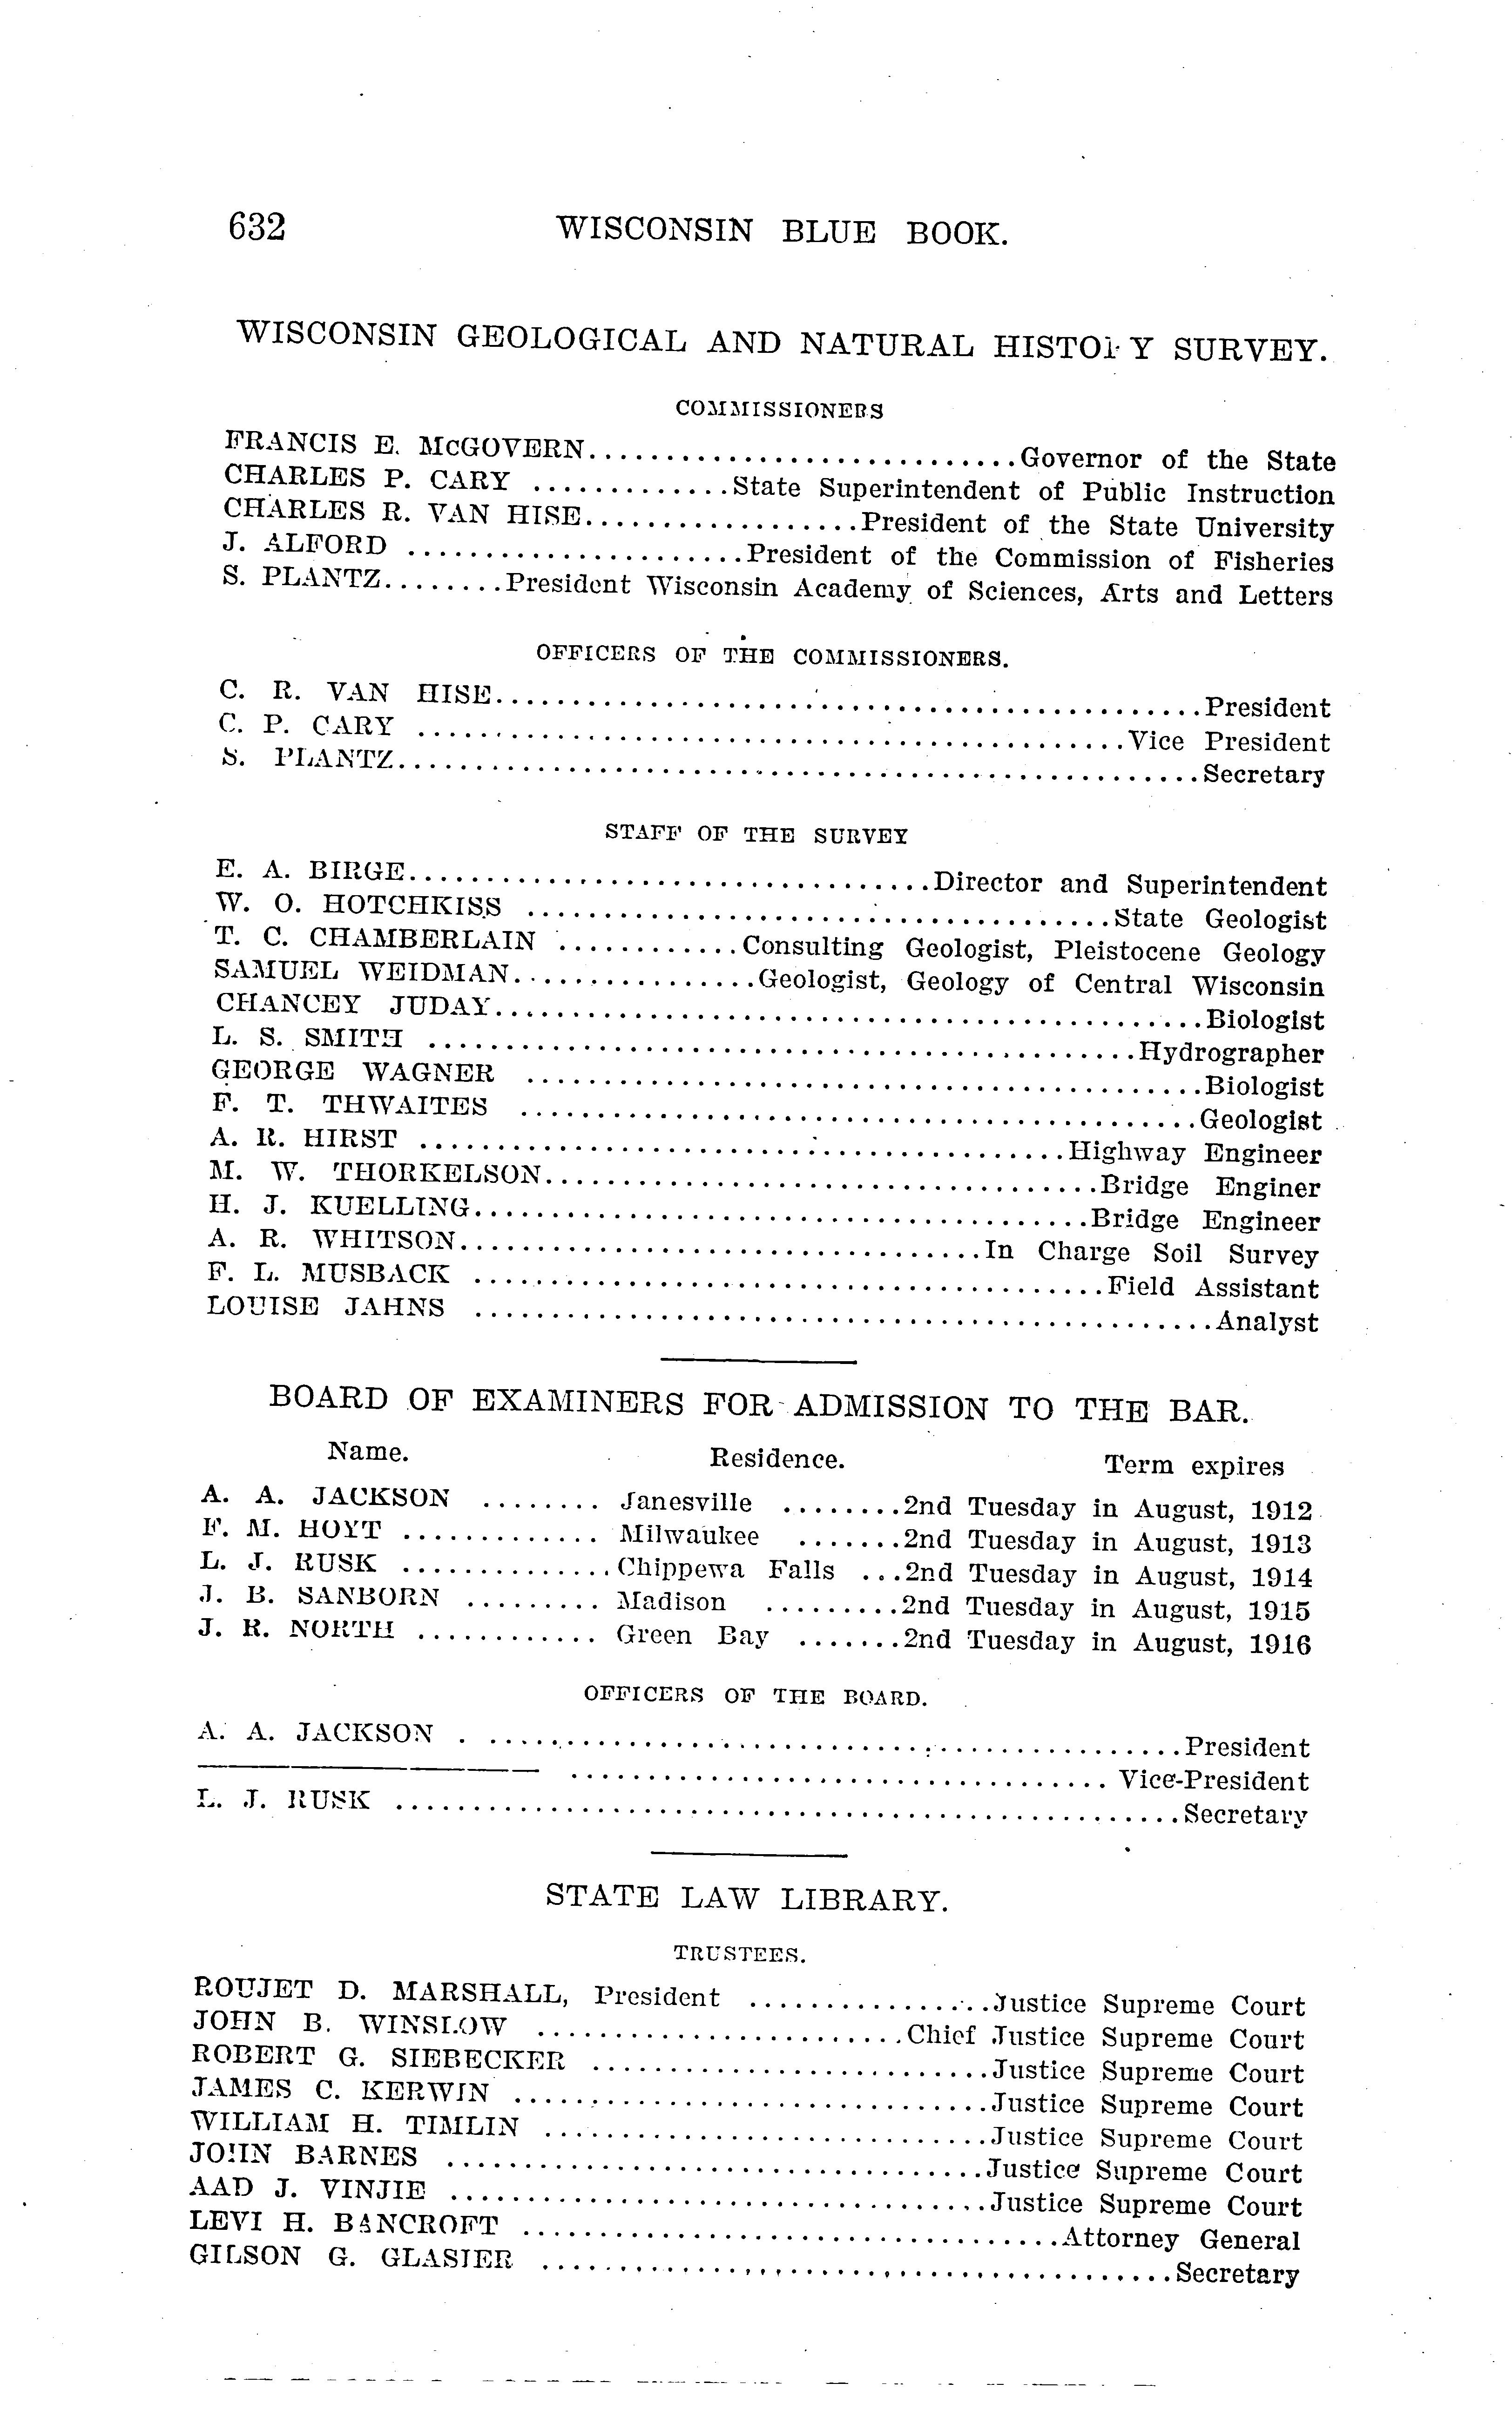 632 WISCONSIN BLUE BOOK.
WISCONSIN GEOLOGICAL AND NATURAL HISTORY SURVEY.
COMMISSIONERS
FRANCIS E. McGOVERN............................Governor of the State
CHARLES P. CARY .............State Superintendent of Public Instruction
CHARLES R. VAN HISE..................President of the State University
J. ALFORD ......................President of the Commission of Fisheries
S. PLANTZ........President Wisconsin Academy of Sciences, Arts and Letters
OFFICERS OF THE COMMISSIONERS.
C. R. VAN HISE..............................................President
C. P. CARY ..............................................Vice President
S. PLANTZ....................................................Secretary
STAFF OF THE SURVEY
E. A. BIRGE..................................Director and Superintendent
W. O. HOTCHKISS ......................................State Geologist
T. C. CHAMBERLAIN ............Consulting Geologist, Pleistocene Geology
SAMUEL WEIDMAN................Geologist, Geology of Central Wisconsin
CHANCEY JUDAY..............................................Biologist
L. S. SMITH ..............................................Hydrographer
GEORGE WAGNER ............................................Biologist
F. T. THWAITES ............................................Geologist
A. R. HIRST ..........................................Highway Engineer
M. W. THORKELSON....................................Bridge Enginer
H. J. KUELLING........................................Bridge Engineer
A. R. WHITSON..................................In Charge Soil Survey
F. L. MUSBACK .........................................Field Assistant
LOUISE JAHNS ................................................Analyst
BOARD OF EXAMINERS FOR ADMISSION TO THE BAR.
Name. Residence. Term expires
A. A. JACKSON ........ Janesville ........2nd Tuesday in August, 1912
F. M. HOYT ............. Milwaukee .......2nd Tuesday in August, 1913
L. J. RUSK ..............Chippewa Falls ...2nd Tuesday in August, 1914
J. B. SANBORN ......... Madison .........2nd Tuesday in August, 1915
J. R. NORTH ............ Green Bay .......2nd Tuesday in August, 1916
OFFICERS OF THE BOARD.
A. A. JACKSON . .............................................President
———————— ................................... Vice-President
L. J. RUSK ...................................................Secretary
STATE LAW LIBRARY.
TRUSTEES.
ROUJET D. MARSHALL, President ................Justice Supreme Court
JOHN B. WINSLOW ........................Chief Justice Supreme Court
ROBERT G. SIEBECKER ..........................Justice Supreme Court
JAMES C. KERWIN ...............................Justice Supreme Court
WILLIAM H. TIMLIN .............................Justice Supreme Court
JOHN BARNES ...................................Justice Supreme Court
AAD J. VINJIE ...................................Justice Supreme Court
LEVI H. BANCROFT ...................................Attorney General
GILSON G. GLASIER .........................................Secretary